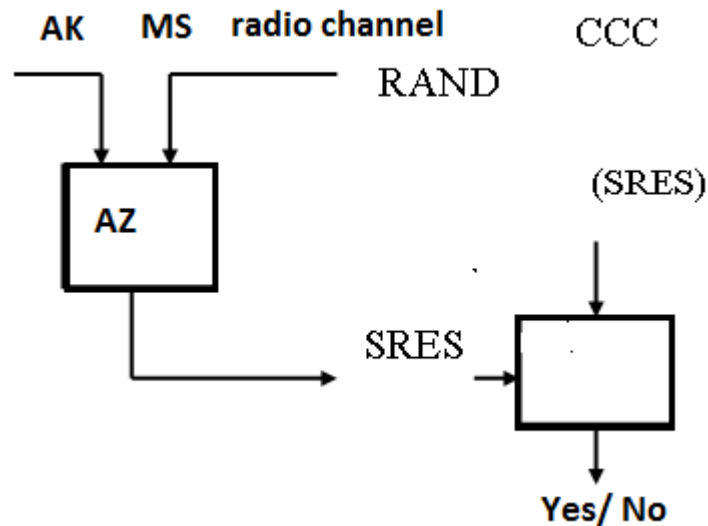 AK MS radio channel CCC
RAND
(SRES)
AZ
SRES
Yes/ No